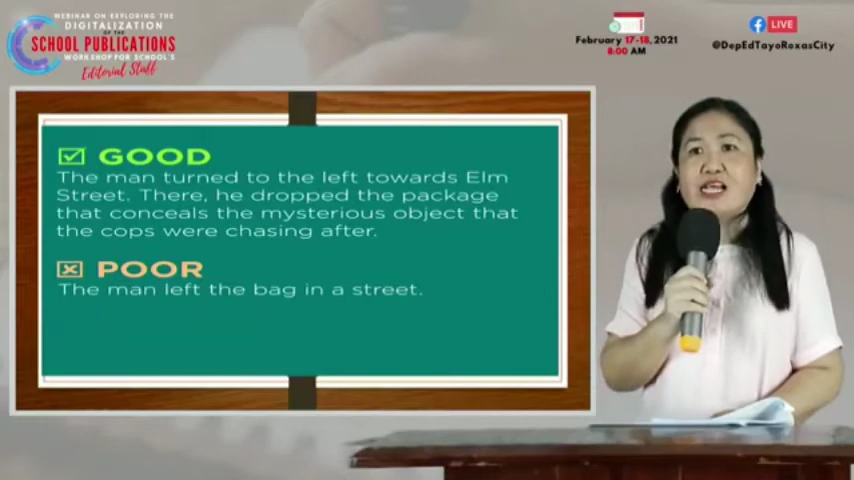 WEBINAR ON EXPLORING THE
DIGITALIZATION
OF THE
SCHOOL PUBLICATIONS
WORKSHOP FOR SCHOOL'S
Editorial Staff
February 17-18, 2021
8:00 AM
LIVE
@DepEdTayoRoxasCity
GOOD
The man turned to the left towards Elm
Street. There, he dropped the package
that conceals the mysterious object that
the cops were chasing after.
POOR
The man left the bag in a street.